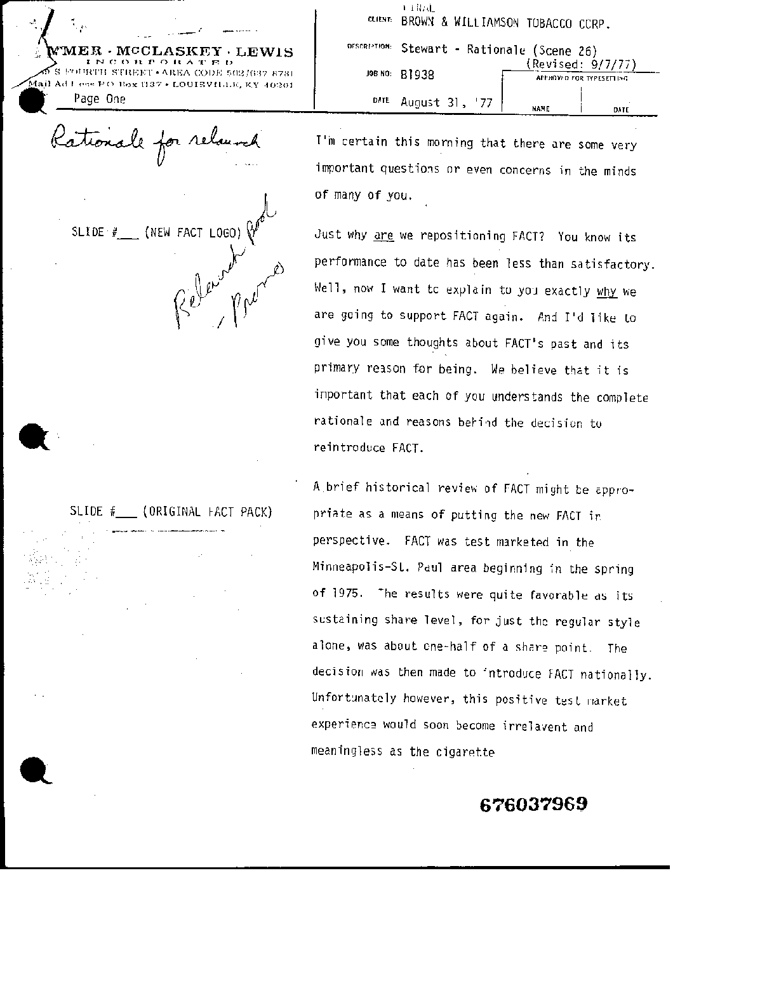 FINAL
CLIENT: BROWN & WILLIAMSON TOBACCO CORP.
McCLASKEY · LEWIS
INCORPORATED
DESCRIPTION: Stewart - Rationale (Scene 26)
(Revised: 9/7/77)
S FOURTH STREET • AREA CODE 502/637-8781
P O Box 1137 • LOUISVILLE, KY 40201
JOB NO: B1938
APPROVED FOR TYPESETTING
Page One
DATE August 31, '77
NAME DATE
Rationale for relaunch
I'm certain this morning that there are some very
important questions or even concerns in the minds
of many of you.
SLIDE #___ (NEW FACT LOGO)
Relaunch
- Promo
Just why are we repositioning FACT? You know its
performance to date has been less than satisfactory.
Well, now I want to explain to you exactly why we
are going to support FACT again. And I'd like to
give you some thoughts about FACT's past and its
primary reason for being. We believe that it is
important that each of you understands the complete
rationale and reasons behind the decision to
reintroduce FACT.
SLIDE #___ (ORIGINAL FACT PACK)
A brief historical review of FACT might be appro-
priate as a means of putting the new FACT in
perspective. FACT was test marketed in the
Minneapolis-St. Paul area beginning in the spring
of 1975. The results were quite favorable as its
sustaining share level, for just the regular style
alone, was about one-half of a share point. The
decision was then made to introduce FACT nationally.
Unfortunately however, this positive test market
experience would soon become irrelavent and
meaningless as the cigarette
676037969